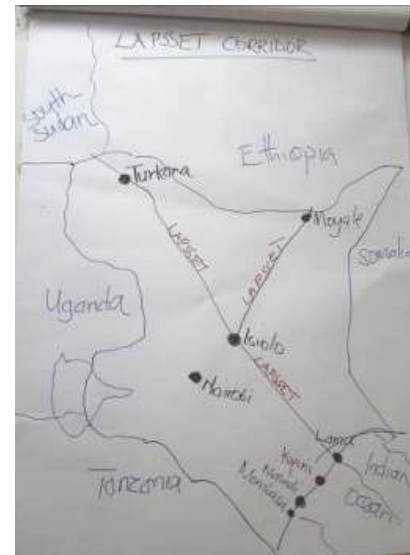 LAPSSET CORRIDOR
South
Sudan
Ethiopia
Turkana
Moyale
LAPSSET
LAPSSET
Somalia
Uganda
Isiolo
LAPSSET
Nairobi
Lamu
Indian
Ocean
Tanzania
Mombasa